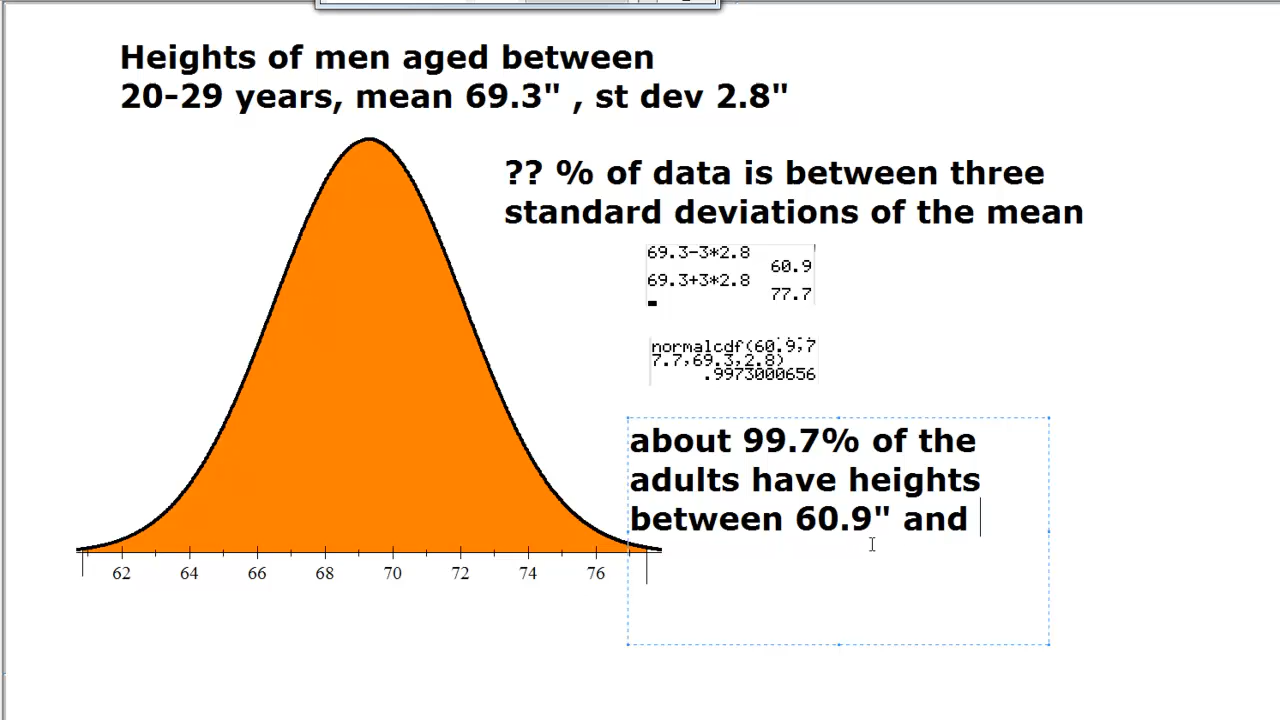 Heights of men aged between
20-29 years, mean 69.3" , st dev 2.8"
?? % of data is between three
standard deviations of the mean
69.3-3*2.8
60.9
69.3+3*2.8
77.7
normalcdf(60.9,7
7.7,69.3,2.8)
.9973000656
about 99.7% of the
adults have heights
between 60.9" and
62 64 66 68 70 72 74 76